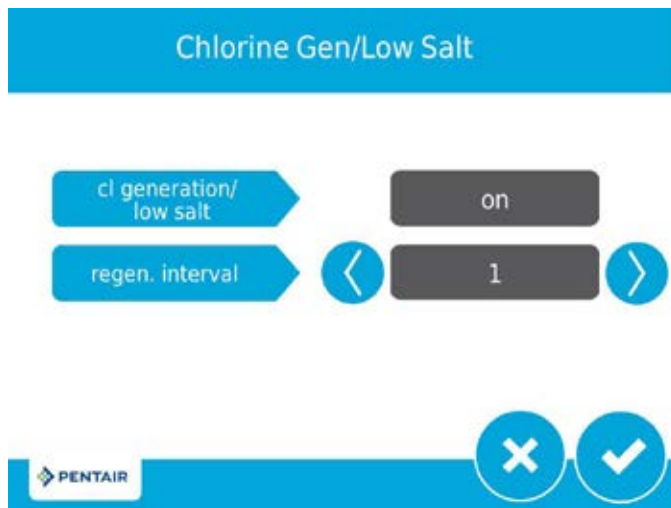 Chlorine Gen/Low Salt
cl generation/
low salt
on
regen. interval
1
PENTAIR